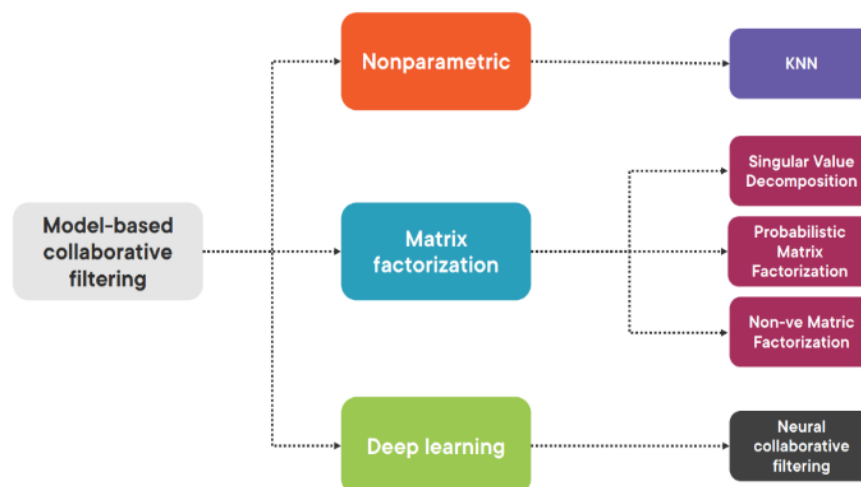 Nonparametric
KNN
Singular Value
Decomposition
Model-based
collaborative
filtering
Matrix
factorization
Probabilistic
Matrix
Factorization
Non-ve Matric
Factorization
Deep learning
Neural
collaborative
filtering